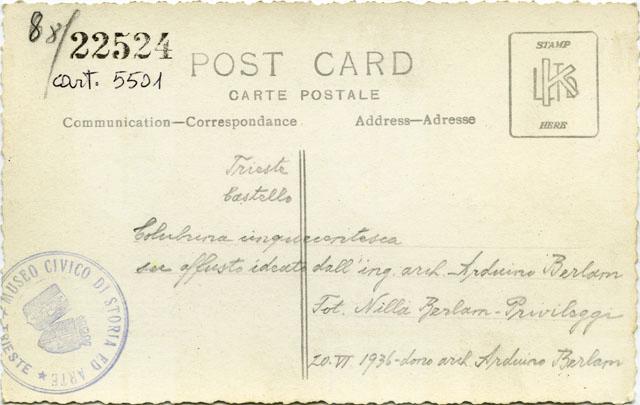 88/22524
cart. 5501
POST CARD
CARTE POSTALE
Communication—Correspondance
Address—Adresse
STAMP
LTD
HERE
Trieste
Castello
Colubrina cinquecentesca
su affusto ideato dall'ing. arch. Arduino Berlam
Fot. Nilla Berlam-Privileggi
20.VI 1936-dono arch. Arduino Berlam
MUSEO CIVICO DI STORIA ED ARTE
TRIESTE